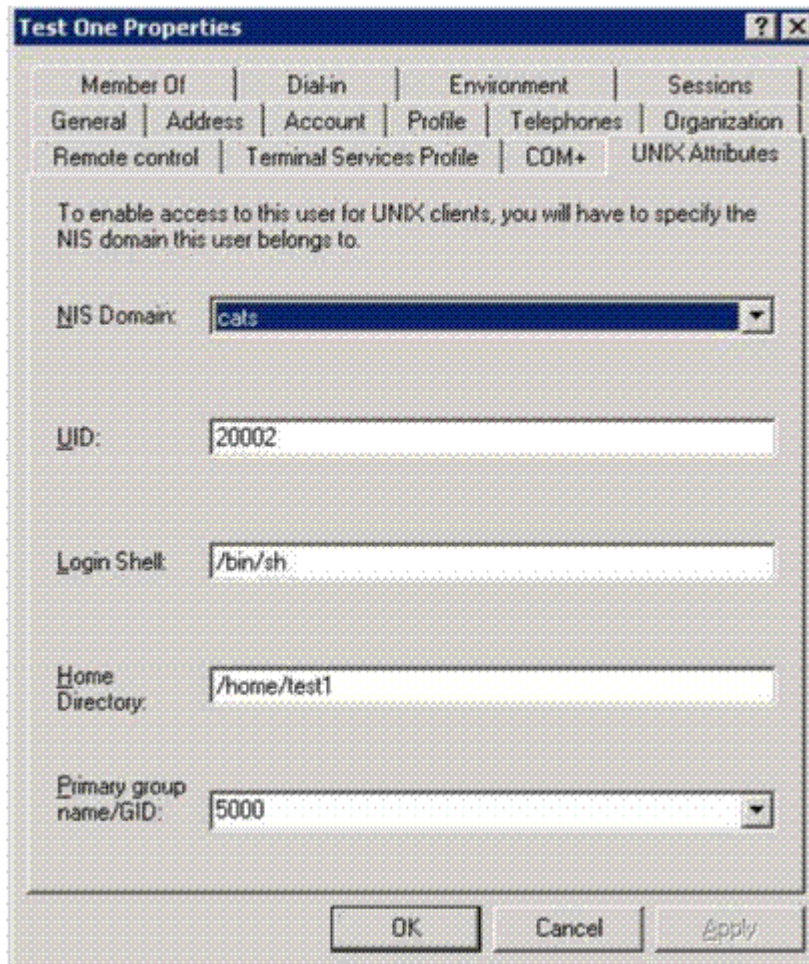 Test One Properties
Member Of Dial-in Environment Sessions
General Address Account Profile Telephones Organization
Remote control Terminal Services Profile COM+ UNIX Attributes
To enable access to this user for UNIX clients, you will have to specify the
NIS domain this user belongs to.
NIS Domain: cats
UID: 20002
Login Shell: /bin/sh
Home
Directory: /home/test1
Primary group
name/GID: 5000
OK Cancel Apply